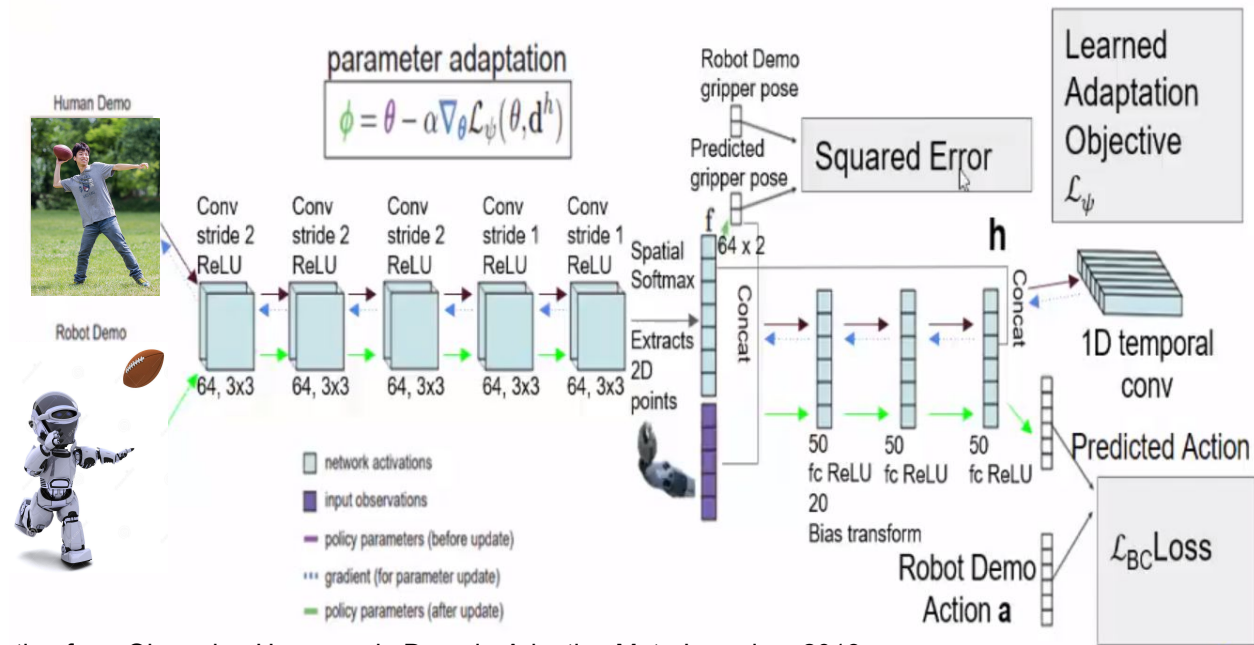 parameter adaptation
ϕ = θ − α∇θℒψ(θ,dʰ)
Human Demo
Robot Demo
Conv
stride 2
ReLU
64, 3x3
Conv
stride 2
ReLU
64, 3x3
Conv
stride 2
ReLU
64, 3x3
Conv
stride 1
ReLU
64, 3x3
Conv
stride 1
ReLU
64, 3x3
Spatial
Softmax
Extracts
2D
points
Robot Demo
gripper pose
Predicted
gripper pose
Squared Error
f
64 x 2
Concat
h
Concat
Learned
Adaptation
Objective
ℒψ
1D temporal
conv
50
fc ReLU
20
Bias transform
50
fc ReLU
50
fc ReLU
Predicted Action
Robot Demo
Action a
ℒBC Loss
network activations
input observations
policy parameters (before update)
gradient (for parameter update)
policy parameters (after update)